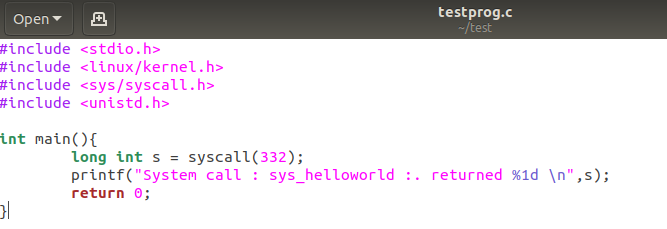 Open
testprog.c
~/test
#include <stdio.h>
#include <linux/kernel.h>
#include <sys/syscall.h>
#include <unistd.h>
int main(){
long int s = syscall(332);
printf("System call : sys_helloworld :. returned %1d \n",s);
return 0;
}